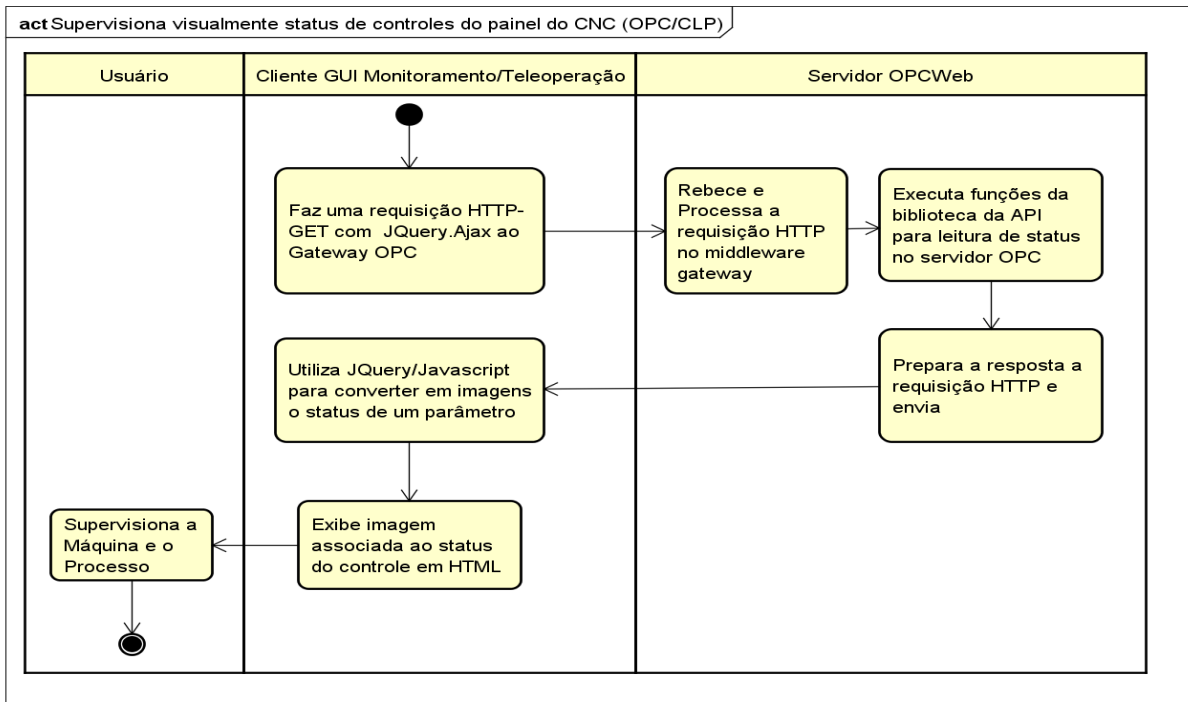 act Supervisiona visualmente status de controles do painel do CNC (OPC/CLP)
Usuário
Cliente GUI Monitoramento/Teleoperação
Servidor OPCWeb
Faz uma requisição HTTP-
GET com JQuery.Ajax ao
Gateway OPC
Rebece e
Processa a
requisição HTTP
no middleware
gateway
Executa funções da
biblioteca da API
para leitura de status
no servidor OPC
Prepara a resposta a
requisição HTTP e
envia
Utiliza JQuery/Javascript
para converter em imagens
o status de um parâmetro
Exibe imagem
associada ao status
do controle em HTML
Supervisiona a
Máquina e o
Processo